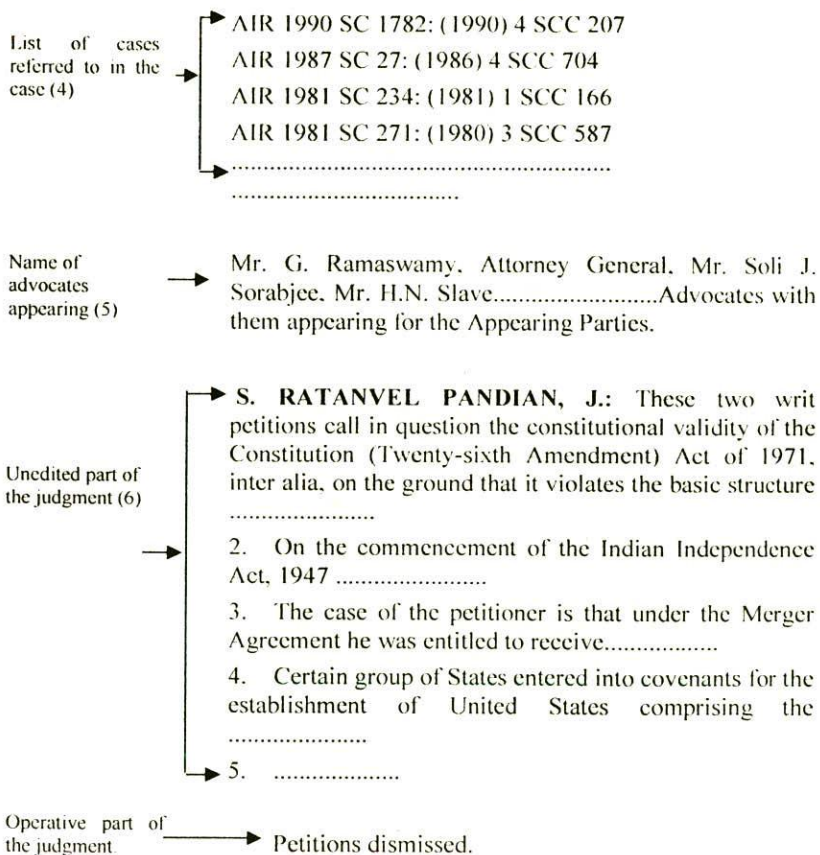 List of cases
referred to in the
case (4)
AIR 1990 SC 1782: (1990) 4 SCC 207
AIR 1987 SC 27: (1986) 4 SCC 704
AIR 1981 SC 234: (1981) 1 SCC 166
AIR 1981 SC 271: (1980) 3 SCC 587
.......................................................
.................................
Name of
advocates
appearing (5)
Mr. G. Ramaswamy, Attorney General, Mr. Soli J.
Sorabjee, Mr. H.N. Slave...........................Advocates with
them appearing for the Appearing Parties.
Unedited part of
the judgment (6)
S. RATANVEL PANDIAN, J.: These two writ
petitions call in question the constitutional validity of the
Constitution (Twenty-sixth Amendment) Act of 1971,
inter alia, on the ground that it violates the basic structure
......................
2. On the commencement of the Indian Independence
Act, 1947 .......................
3. The case of the petitioner is that under the Merger
Agreement he was entitled to receive..................
4. Certain group of States entered into covenants for the
establishment of United States comprising the
.....................
5. ...................
Operative part of
the judgment
Petitions dismissed.